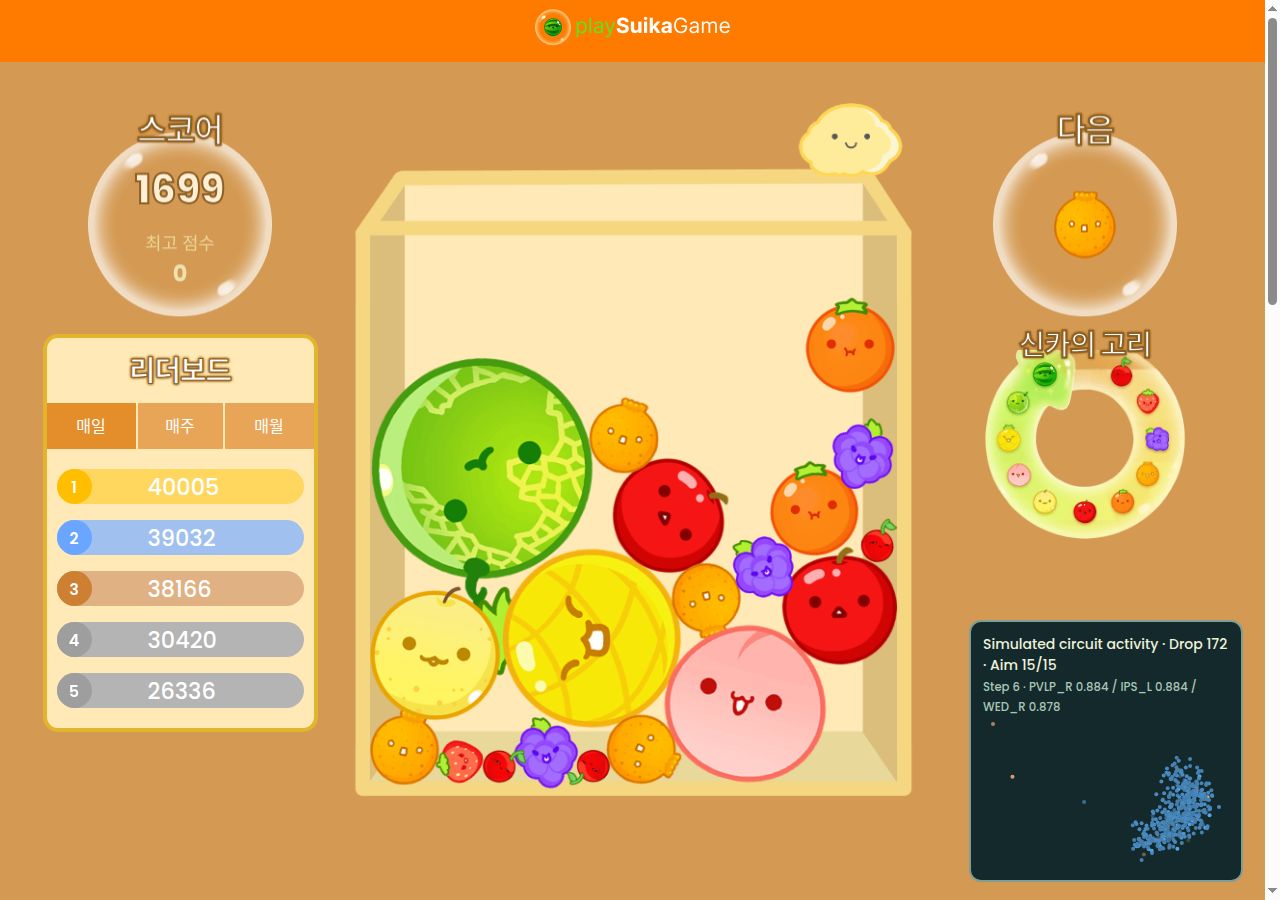 playSuikaGame
스코어
1699
최고 점수
0
다음
신카의 고리
리더보드
매일 매주 매월
1 40005
2 39032
3 38166
4 30420
5 26336
Simulated circuit activity · Drop 172
· Aim 15/15
Step 6 · PVLP_R 0.884 / IPS_L 0.884 /
WED_R 0.878